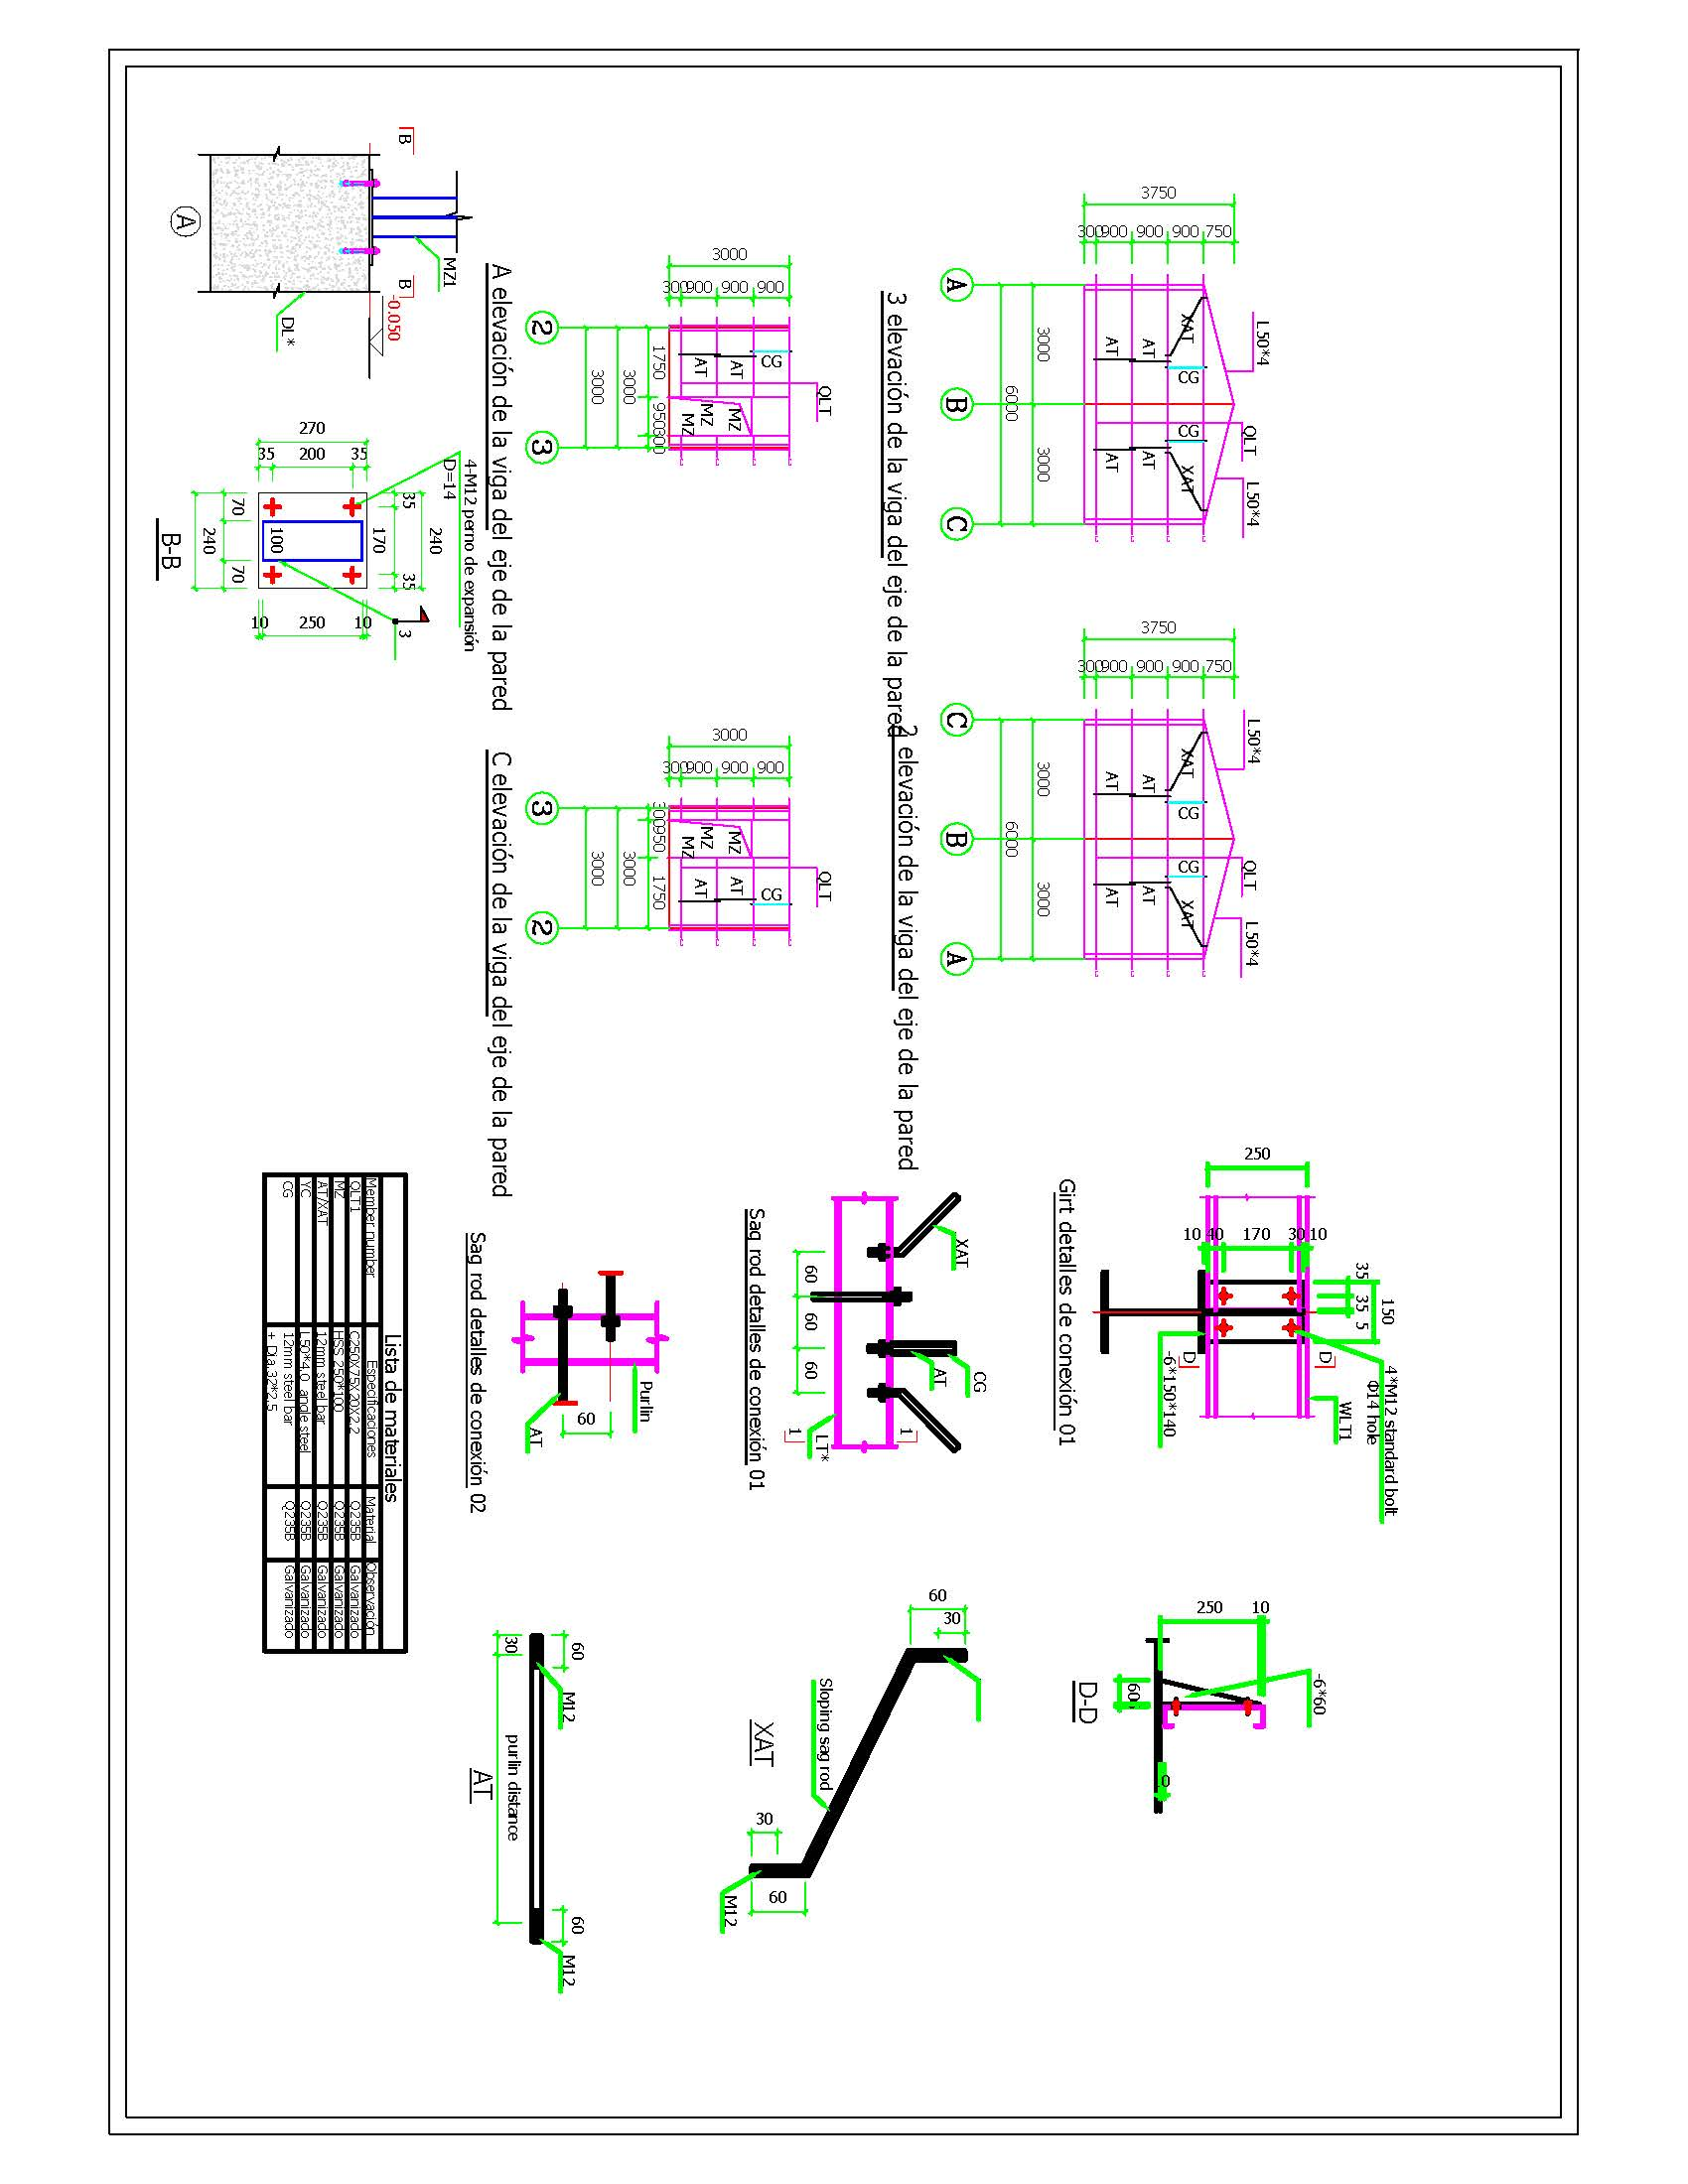 3750
300
900
900
900
750
A
B
C
3000
3000
6000
L50*4
L50*4
XAT
AT
AT
CG
QLT
CG
XAT
AT
AT
3 elevación de la viga del eje de la pared
3750
300
900
900
900
750
C
B
A
3000
3000
6000
L50*4
L50*4
XAT
AT
AT
CG
QLT
CG
XAT
AT
AT
2 elevación de la viga del eje de la pared
250
10 40 170 30 10
35
35 5
150
4*M12 standard bolt
Φ14 hole
WLT1
D
D
-6*150*140
Girt detalles de conexión 01
250
10
-6*60
60
10
D-D
3000
300
900
900
900
2
3
1750
950
300
3000
3000
AT
AT
CG
QLT
MZ
MZ
MZ
A elevación de la viga del eje de la pared
3000
300
900
900
900
3
2
300
950
1750
3000
3000
MZ
MZ
MZ
AT
AT
CG
QLT
C elevación de la viga del eje de la pared
XAT
60
60
60
CG
AT
LT*
1
1
Sag rod detalles de conexión 01
60
30
Sloping sag rod
XAT
30
60
M12
B
B
MZ1
-0.050
DL*
A
270
35
200
35
4-M12 perno de expansión
D=14
35
170
35
240
70
100
70
240
10
250
10
3
B-B
Purlin
60
AT
Sag rod detalles de conexión 02
30
60
M12
purlin distance
60
M12
AT
Lista de materiales
Member number Especificaciones Material Observación
QLT1 C250X75X20X2.2 Q235B Galvanizado
MZ HSS 250*100 Q235B Galvanizado
AT/XAT 12mm steel bar Q235B Galvanizado
YC L50*4.0 angle steel Q235B Galvanizado
CG 12mm steel bar Q235B Galvanizado
+ Dia.32*2.5